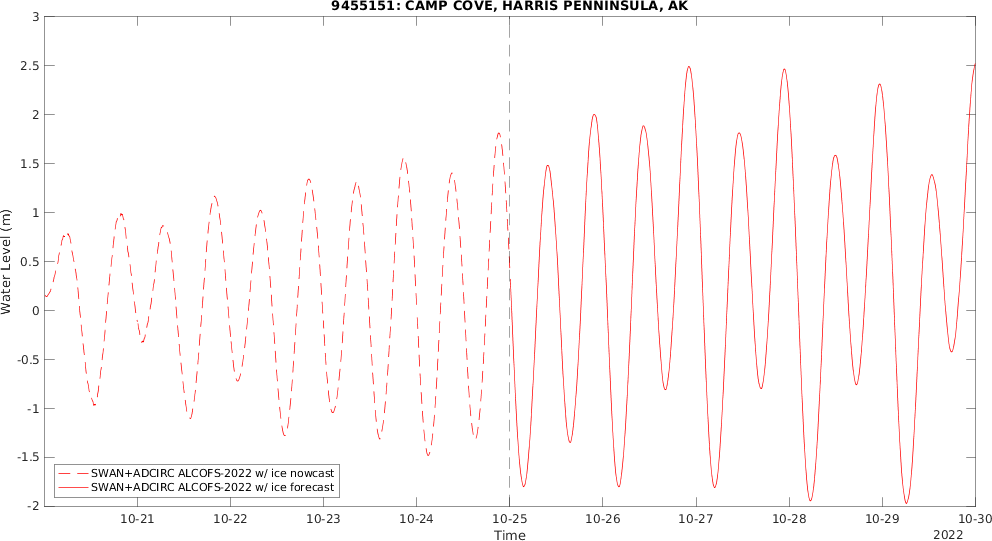 9455151: CAMP COVE, HARRIS PENNINSULA, AK
3
2.5
2
1.5
1
0.5
0
-0.5
-1
-1.5
-2
Water Level (m)
SWAN+ADCIRC ALCOFS-2022 w/ ice nowcast
SWAN+ADCIRC ALCOFS-2022 w/ ice forecast
10-21 10-22 10-23 10-24 10-25 10-26 10-27 10-28 10-29 10-30
Time
2022